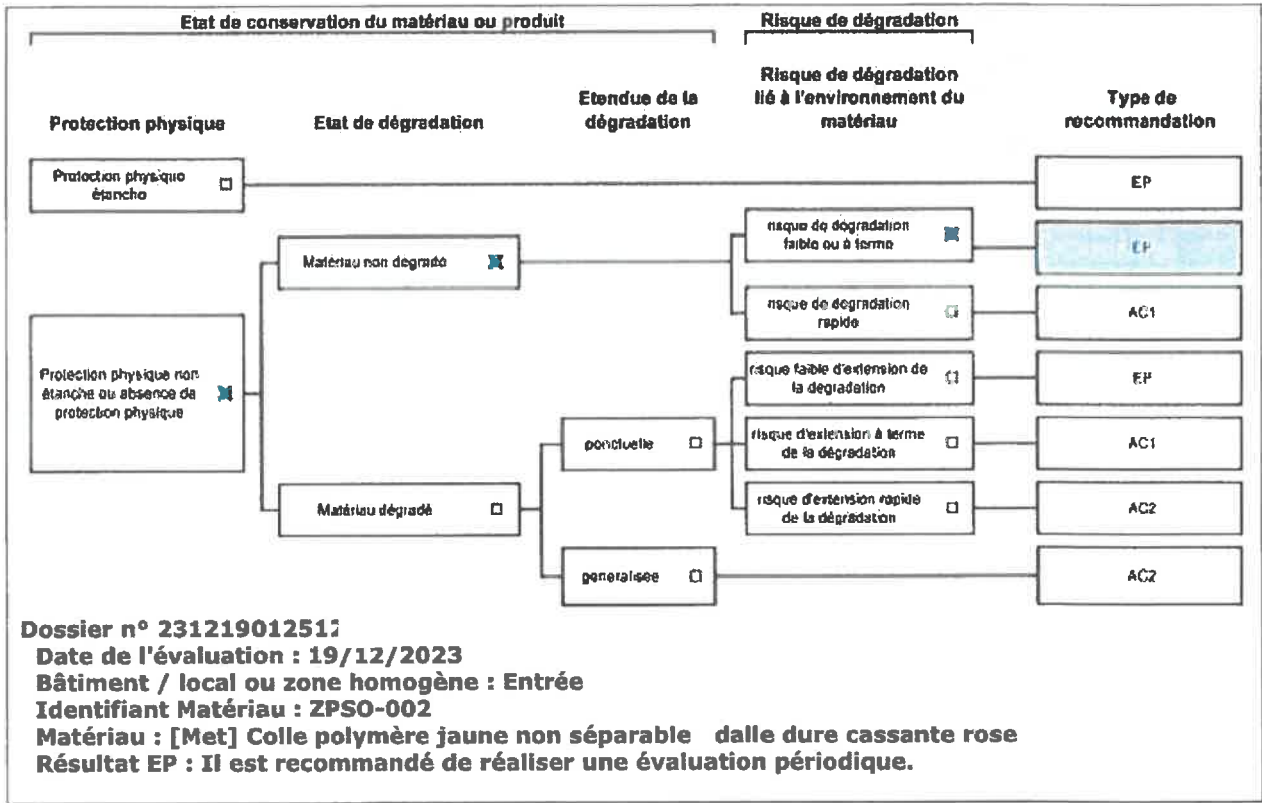 Etat de conservation du matériau ou produit
Risque de dégradation
Protection physique
Etat de dégradation
Etendue de la
dégradation
Risque de dégradation
lié à l'environnement du
matériau
Type de
recommandation
Protection physique
étanche
EP
Matériau non dégradé
risque de dégradation
faible ou à terme
EP
risque de dégradation
rapide
AC1
Protection physique non
étanche ou absence de
protection physique
risque faible d'extension de
la dégradation
EP
ponctuelle
risque d'extension à terme
de la dégradation
AC1
Matériau dégradé
risque d'extension rapide
de la dégradation
AC2
généralisée
AC2
Dossier n°
Date de l'évaluation : 19/12/2023
Bâtiment / local ou zone homogène : Entrée
Identifiant Matériau : ZPSO-002
Matériau : [Met] Colle polymère jaune non séparable dalle dure cassante rose
Résultat EP : Il est recommandé de réaliser une évaluation périodique.